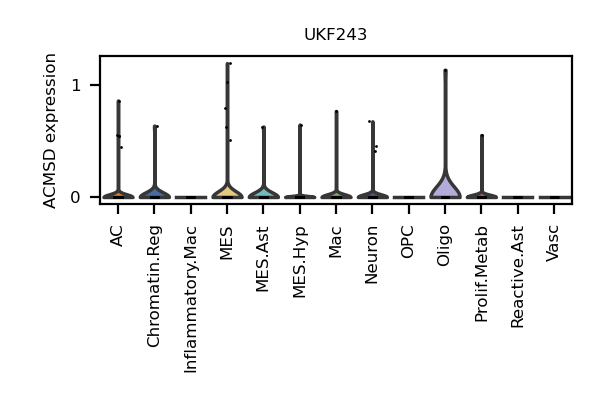 UKF243
ACMSD expression
1
0
AC
Chromatin.Reg
Inflammatory.Mac
MES
MES.Ast
MES.Hyp
Mac
Neuron
OPC
Oligo
Prolif.Metab
Reactive.Ast
Vasc